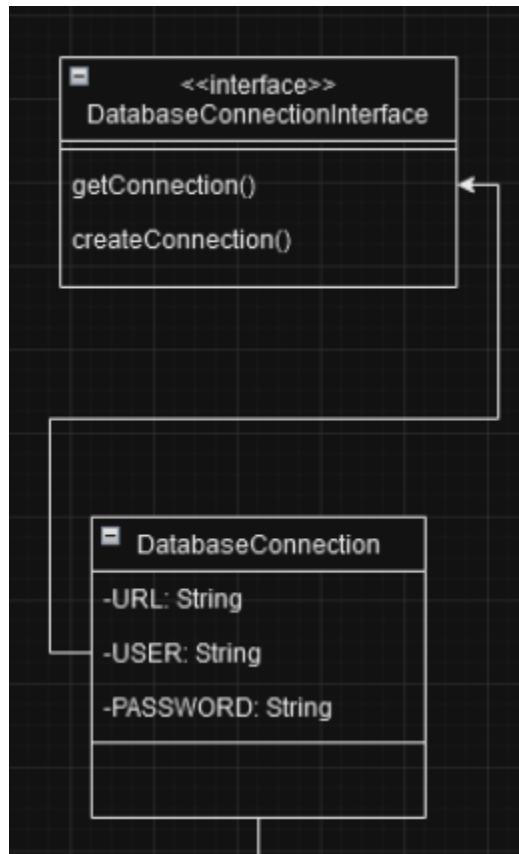 <<interface>>
DatabaseConnectionInterface
getConnection()
createConnection()
DatabaseConnection
-URL: String
-USER: String
-PASSWORD: String